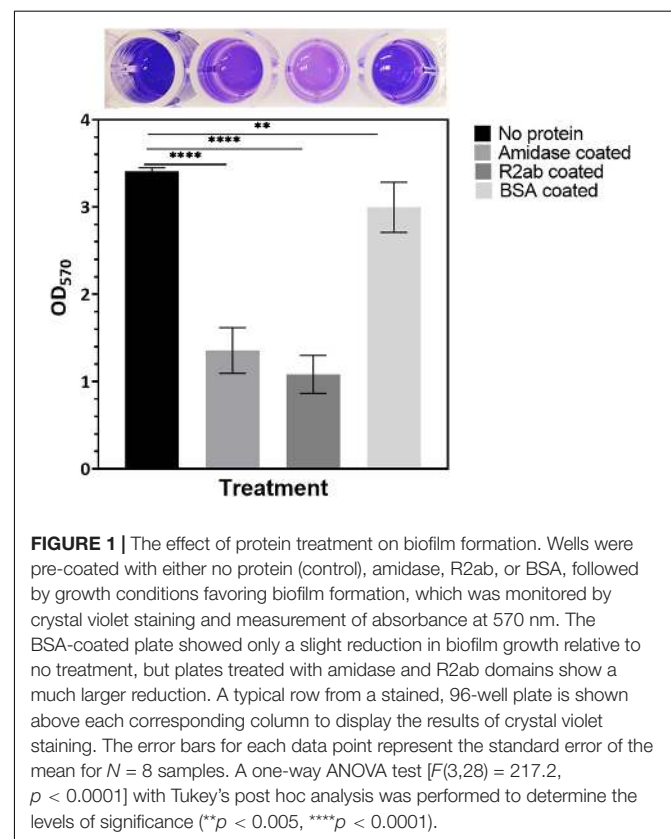 4
3
2
1
0
OD570
**
****
****
No protein
Amidase coated
R2ab coated
BSA coated
Treatment
FIGURE 1 | The effect of protein treatment on biofilm formation. Wells were
pre-coated with either no protein (control), amidase, R2ab, or BSA, followed
by growth conditions favoring biofilm formation, which was monitored by
crystal violet staining and measurement of absorbance at 570 nm. The
BSA-coated plate showed only a slight reduction in biofilm growth relative to
no treatment, but plates treated with amidase and R2ab domains show a
much larger reduction. A typical row from a stained, 96-well plate is shown
above each corresponding column to display the results of crystal violet
staining. The error bars for each data point represent the standard error of the
mean for N = 8 samples. A one-way ANOVA test [F(3,28) = 217.2,
p < 0.0001] with Tukey's post hoc analysis was performed to determine the
levels of significance (**p < 0.005, ****p < 0.0001).